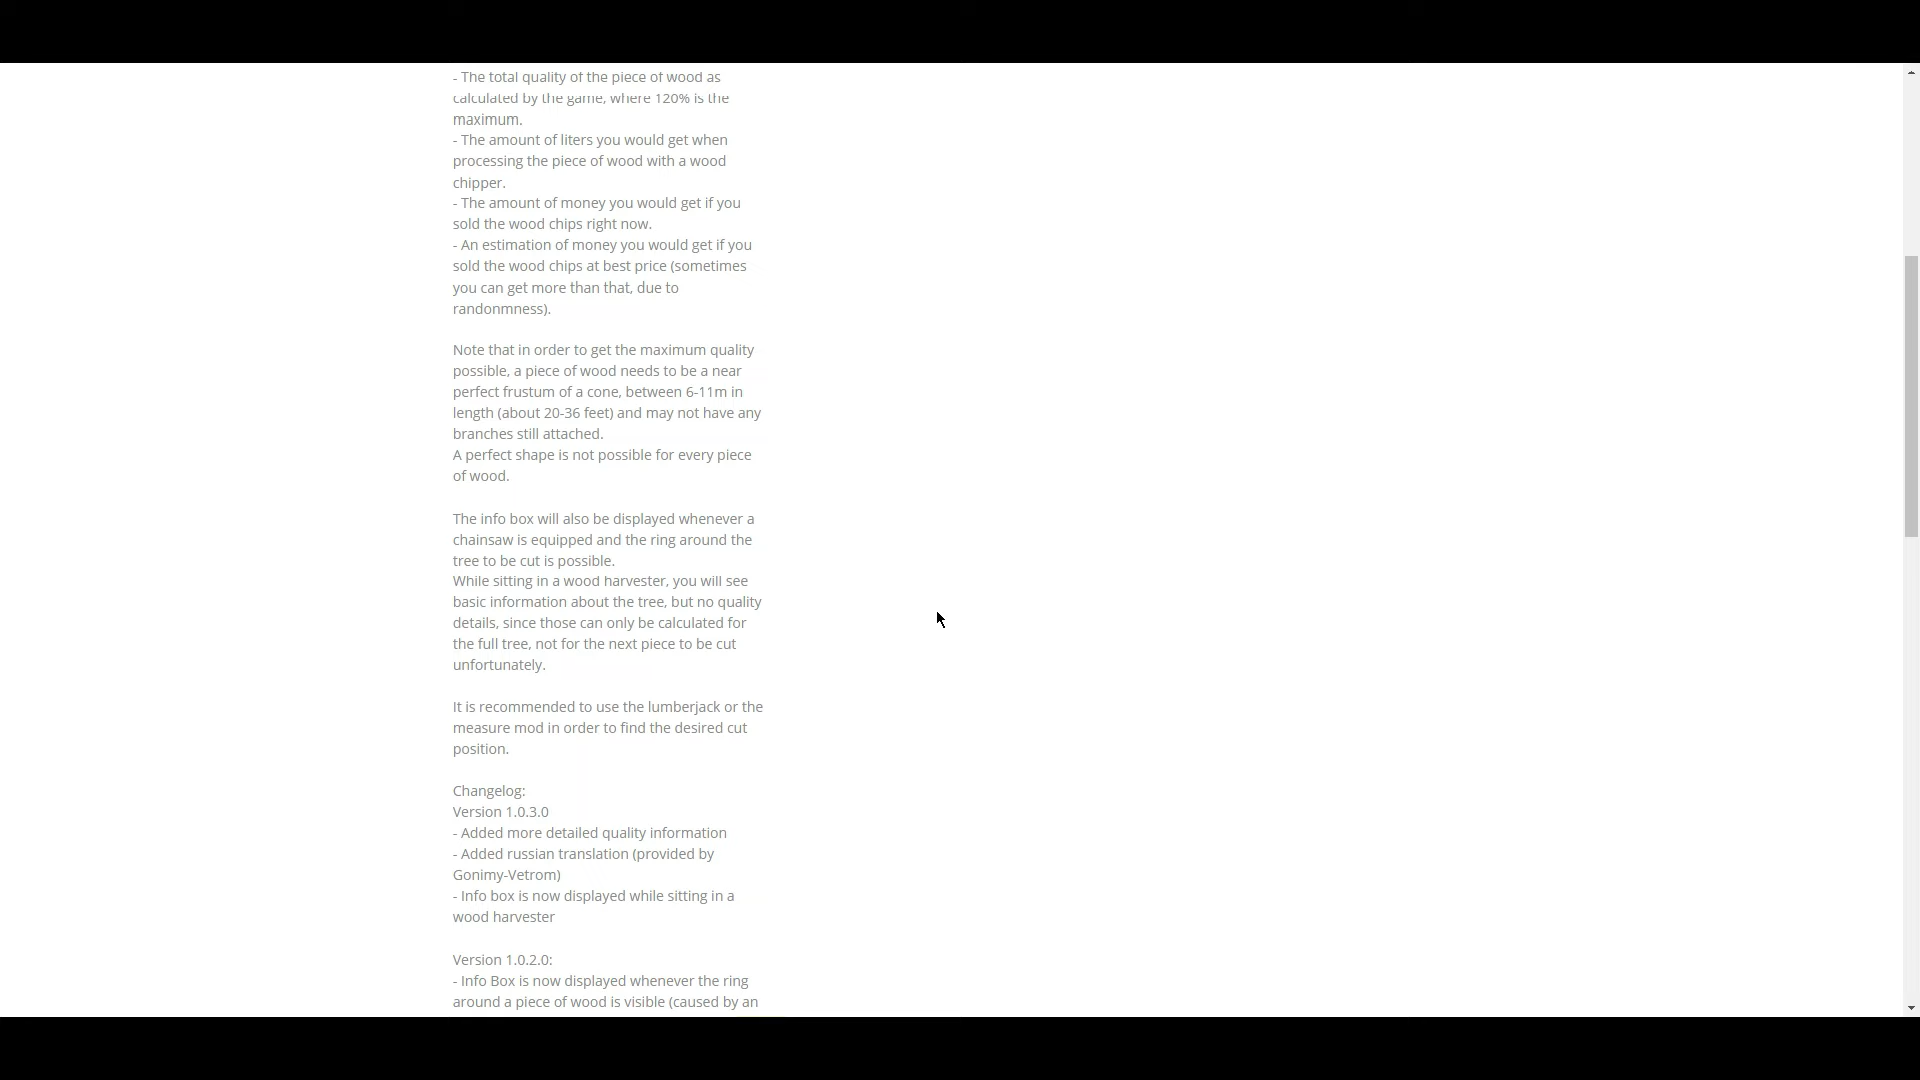 - The total quality of the piece of wood as
calculated by the game, where 120% is the
maximum.
- The amount of liters you would get when
processing the piece of wood with a wood
chipper.
- The amount of money you would get if you
sold the wood chips right now.
- An estimation of money you would get if you
sold the wood chips at best price (sometimes
you can get more than that, due to
randonmness).
Note that in order to get the maximum quality
possible, a piece of wood needs to be a near
perfect frustum of a cone, between 6-11m in
length (about 20-36 feet) and may not have any
branches still attached.
A perfect shape is not possible for every piece
of wood.
The info box will also be displayed whenever a
chainsaw is equipped and the ring around the
tree to be cut is possible.
While sitting in a wood harvester, you will see
basic information about the tree, but no quality
details, since those can only be calculated for
the full tree, not for the next piece to be cut
unfortunately.
It is recommended to use the lumberjack or the
measure mod in order to find the desired cut
position.
Changelog:
Version 1.0.3.0
- Added more detailed quality information
- Added russian translation (provided by
Gonimy-Vetrom)
- Info box is now displayed while sitting in a
wood harvester
Version 1.0.2.0:
- Info Box is now displayed whenever the ring
around a piece of wood is visible (caused by an